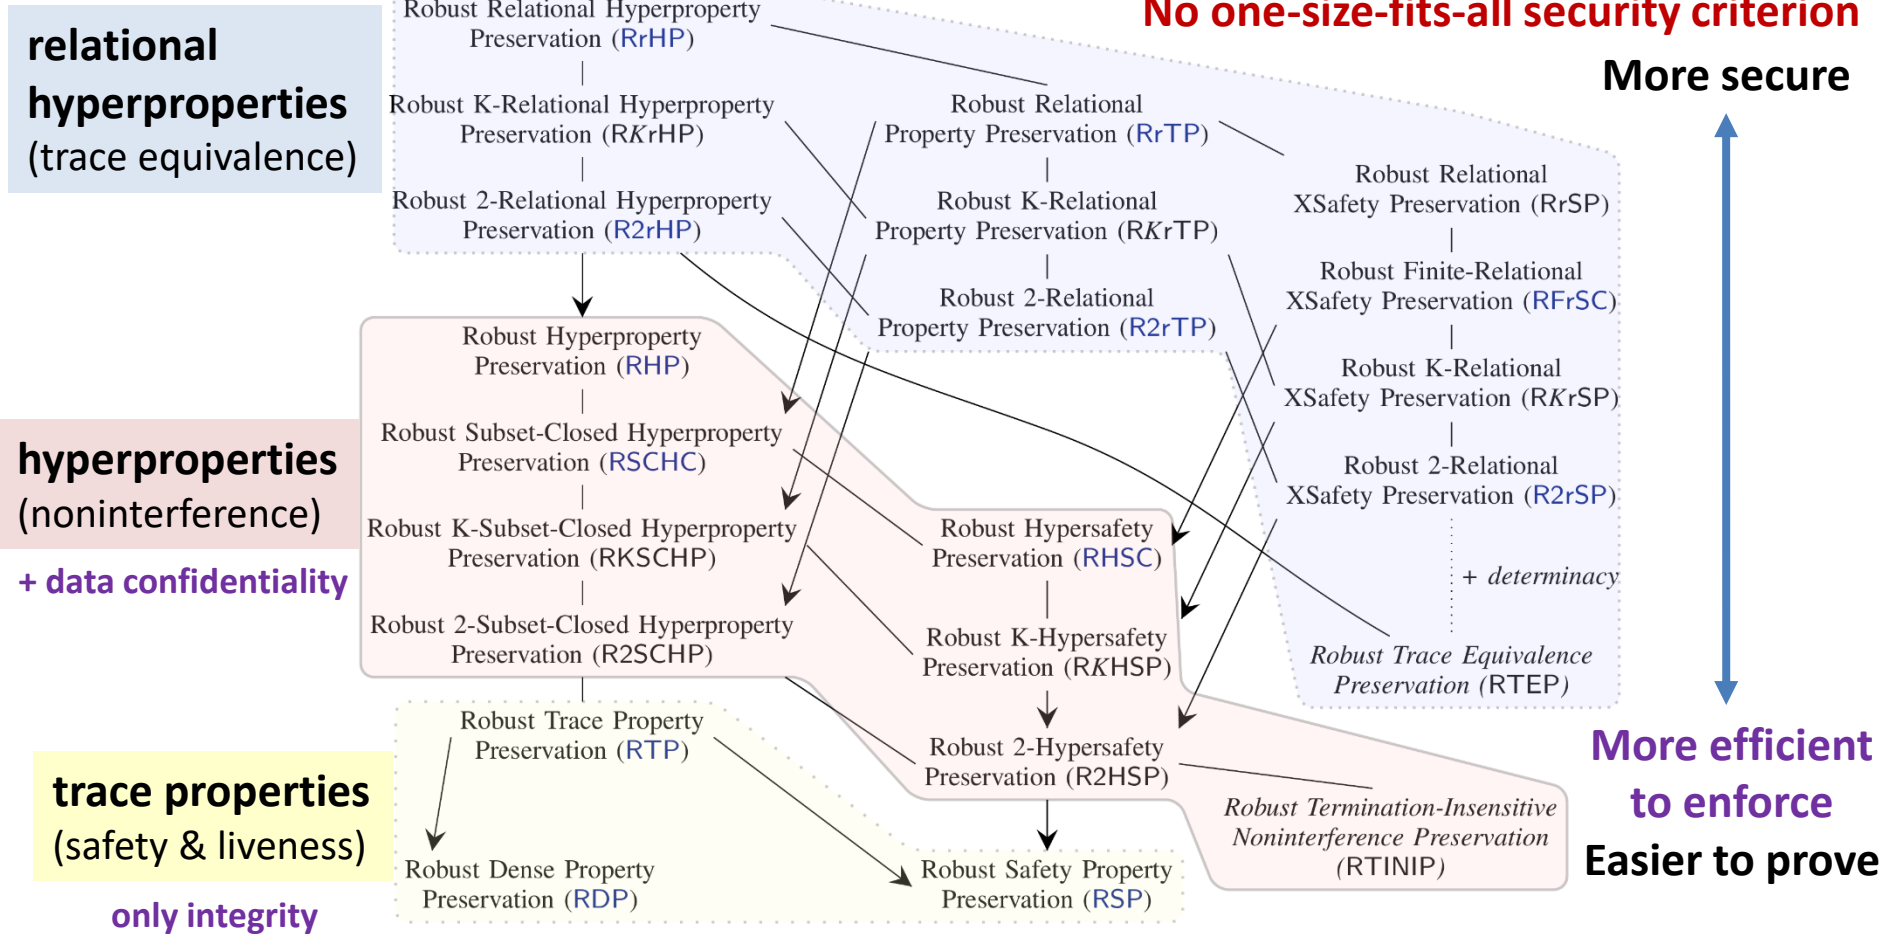 No one-size-fits-all security criterion
More secure
More efficient
to enforce
Easier to prove
relational
hyperproperties
(trace equivalence)
Robust Relational Hyperproperty
Preservation (RrHP)
Robust K-Relational Hyperproperty
Preservation (RKrHP)
Robust 2-Relational Hyperproperty
Preservation (R2rHP)
Robust Relational
Property Preservation (RrTP)
Robust K-Relational
Property Preservation (RKrTP)
Robust 2-Relational
Property Preservation (R2rTP)
Robust Relational
XSafety Preservation (RrSP)
Robust Finite-Relational
XSafety Preservation (RFrSC)
Robust K-Relational
XSafety Preservation (RKrSP)
Robust 2-Relational
XSafety Preservation (R2rSP)
+ determinacy
Robust Trace Equivalence
Preservation (RTEP)
hyperproperties
(noninterference)
+ data confidentiality
Robust Hyperproperty
Preservation (RHP)
Robust Subset-Closed Hyperproperty
Preservation (RSCHC)
Robust K-Subset-Closed Hyperproperty
Preservation (RKSCHP)
Robust 2-Subset-Closed Hyperproperty
Preservation (R2SCHP)
Robust Hypersafety
Preservation (RHSC)
Robust K-Hypersafety
Preservation (RKHSP)
Robust 2-Hypersafety
Preservation (R2HSP)
Robust Termination-Insensitive
Noninterference Preservation
(RTINIP)
trace properties
(safety & liveness)
only integrity
Robust Trace Property
Preservation (RTP)
Robust Dense Property
Preservation (RDP)
Robust Safety Property
Preservation (RSP)